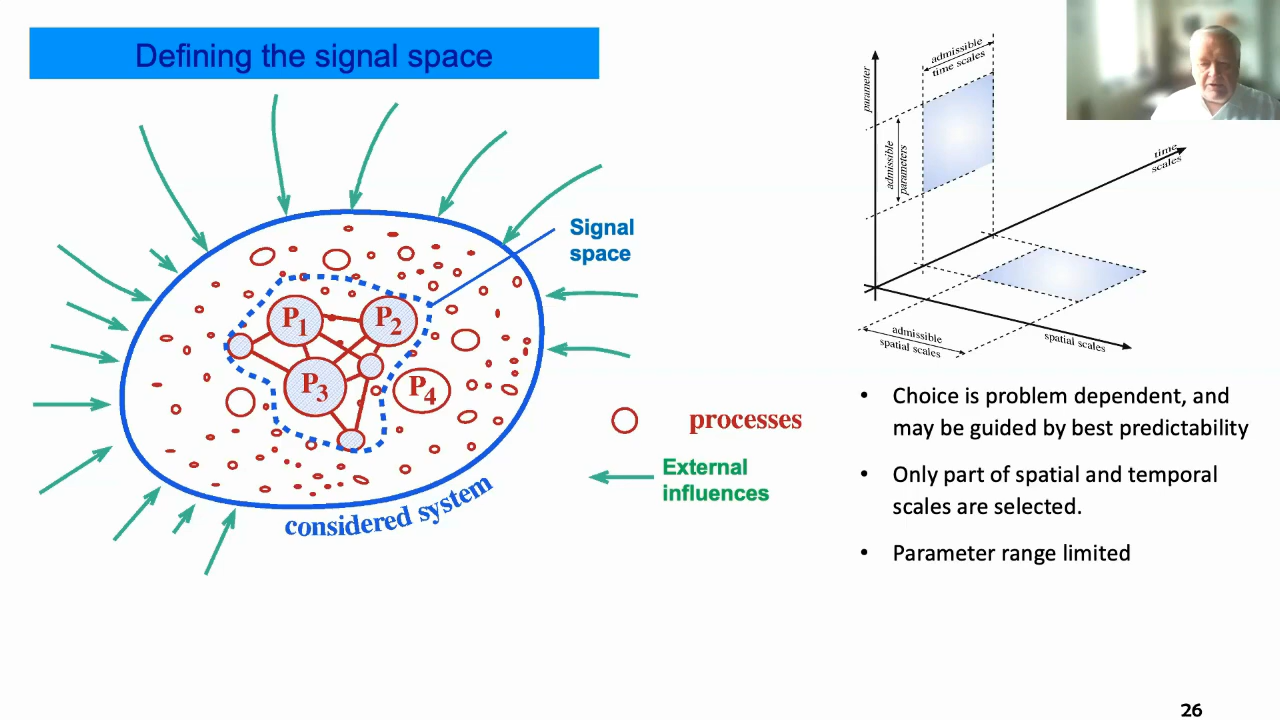 Defining the signal space
Signal
space
P1
P2
P3
P4
processes
External
influences
considered system
admissible
time scales
parameter
admissible
parameters
time
scales
admissible
spatial scales
spatial scales
• Choice is problem dependent, and
may be guided by best predictability
• Only part of spatial and temporal
scales are selected.
• Parameter range limited
26